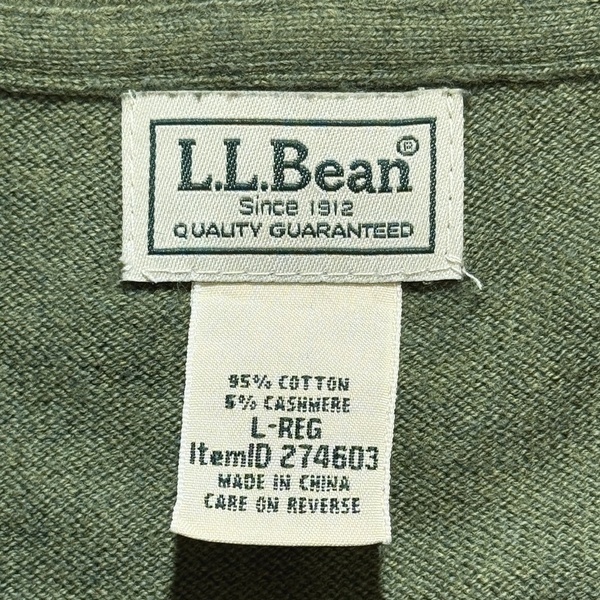 L.L.Bean®
Since 1912
QUALITY GUARANTEED
95% COTTON
5% CASHMERE
L-REG
ItemID 274603
MADE IN CHINA
CARE ON REVERSE